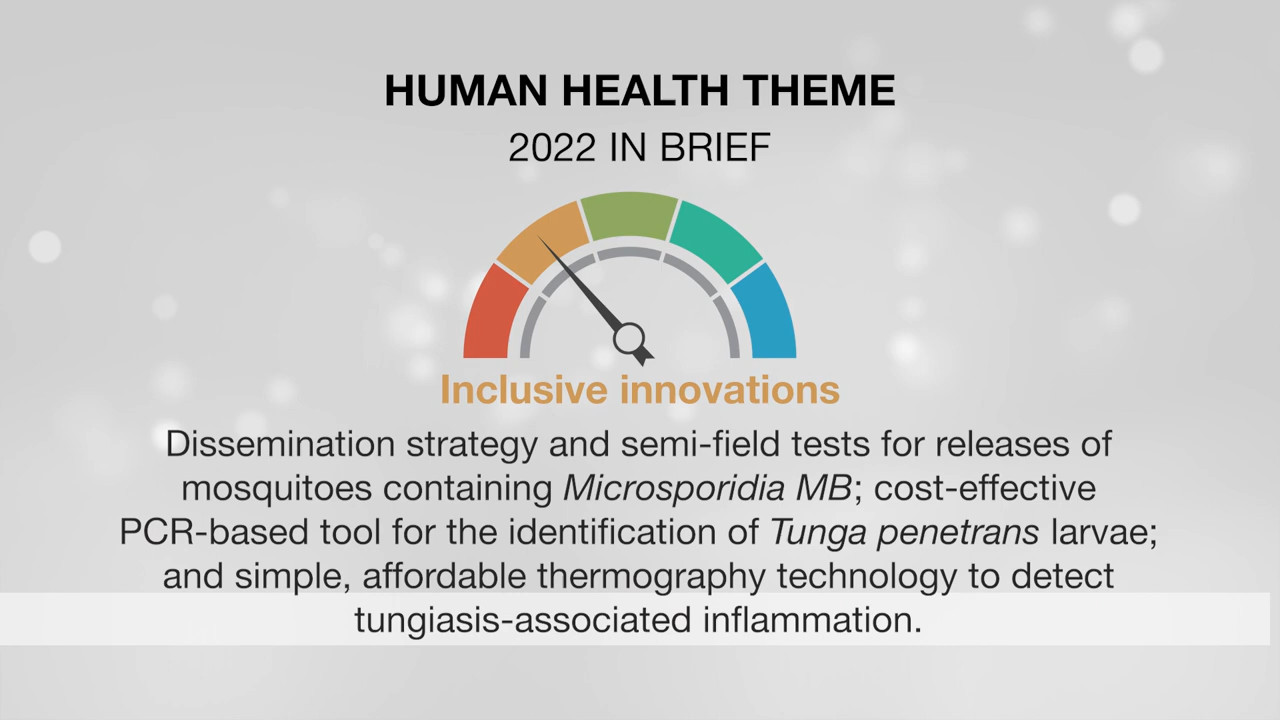 HUMAN HEALTH THEME
2022 IN BRIEF
Inclusive innovations
Dissemination strategy and semi-field tests for releases of
mosquitoes containing Microsporidia MB; cost-effective
PCR-based tool for the identification of Tunga penetrans larvae;
and simple, affordable thermography technology to detect
tungiasis-associated inflammation.